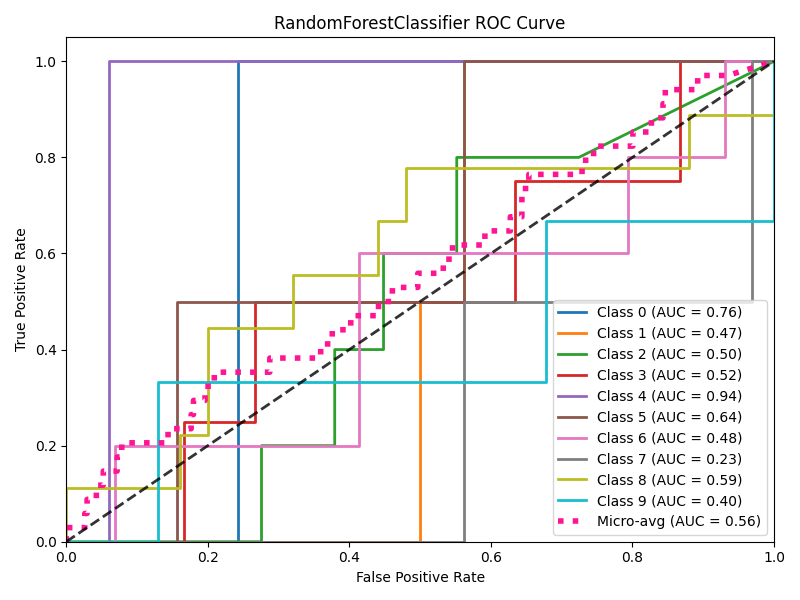 RandomForestClassifier ROC Curve
1.0
0.8
0.6
0.4
0.2
0.0
True Positive Rate
0.0 0.2 0.4 0.6 0.8 1.0
False Positive Rate
Class 0 (AUC = 0.76)
Class 1 (AUC = 0.47)
Class 2 (AUC = 0.50)
Class 3 (AUC = 0.52)
Class 4 (AUC = 0.94)
Class 5 (AUC = 0.64)
Class 6 (AUC = 0.48)
Class 7 (AUC = 0.23)
Class 8 (AUC = 0.59)
Class 9 (AUC = 0.40)
Micro-avg (AUC = 0.56)